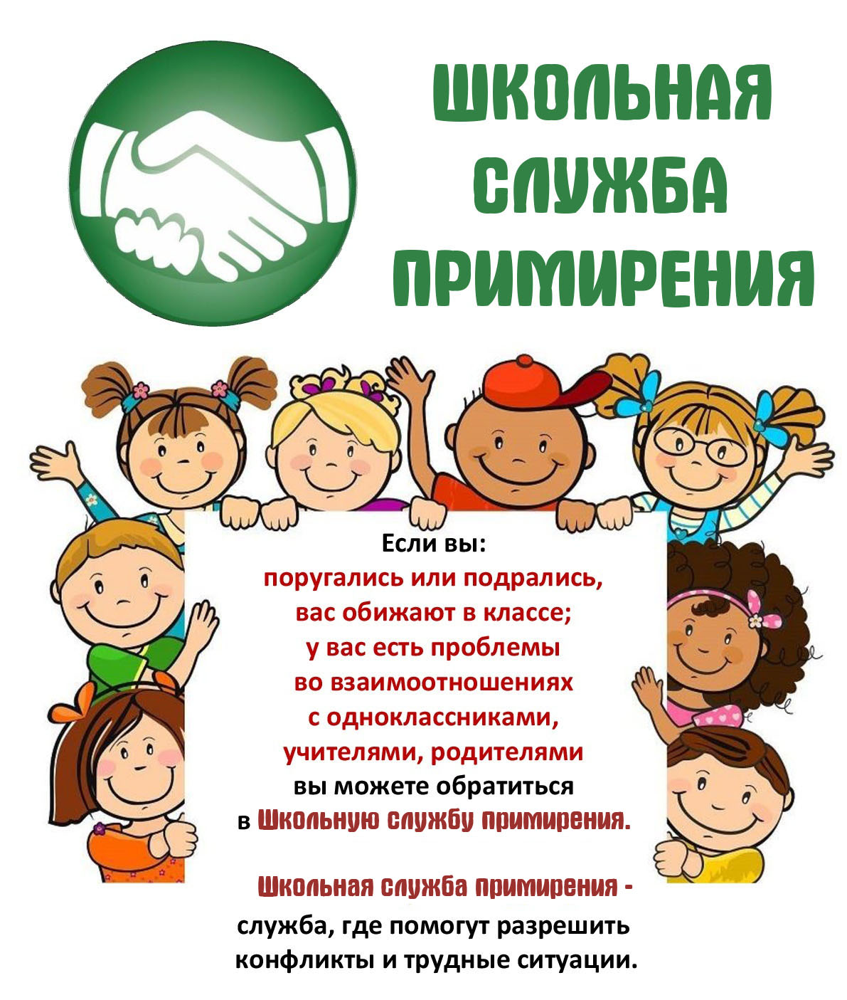 ШКОЛЬНАЯ
СЛУЖБА
ПРИМИРЕНИЯ
Если вы:
поругались или подрались,
вас обижают в классе;
у вас есть проблемы
во взаимоотношениях
с одноклассниками,
учителями, родителями
вы можете обратиться
в Школьную службу примирения.
Школьная служба примирения -
служба, где помогут разрешить
конфликты и трудные ситуации.